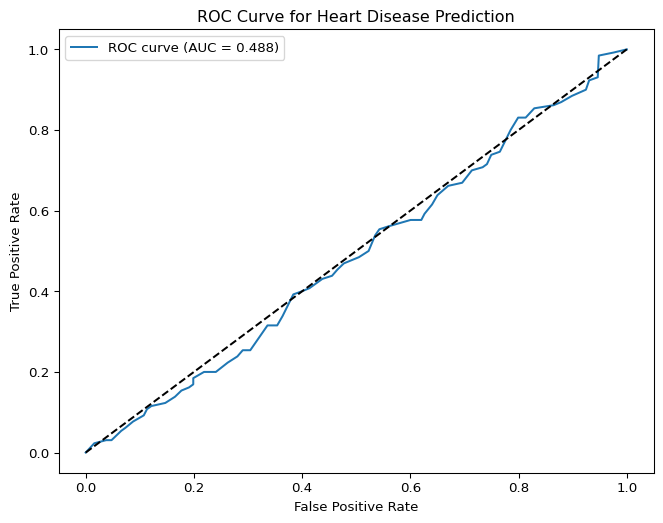 ROC Curve for Heart Disease Prediction
ROC curve (AUC = 0.488)
True Positive Rate
1.0
0.8
0.6
0.4
0.2
0.0
0.0 0.2 0.4 0.6 0.8 1.0
False Positive Rate